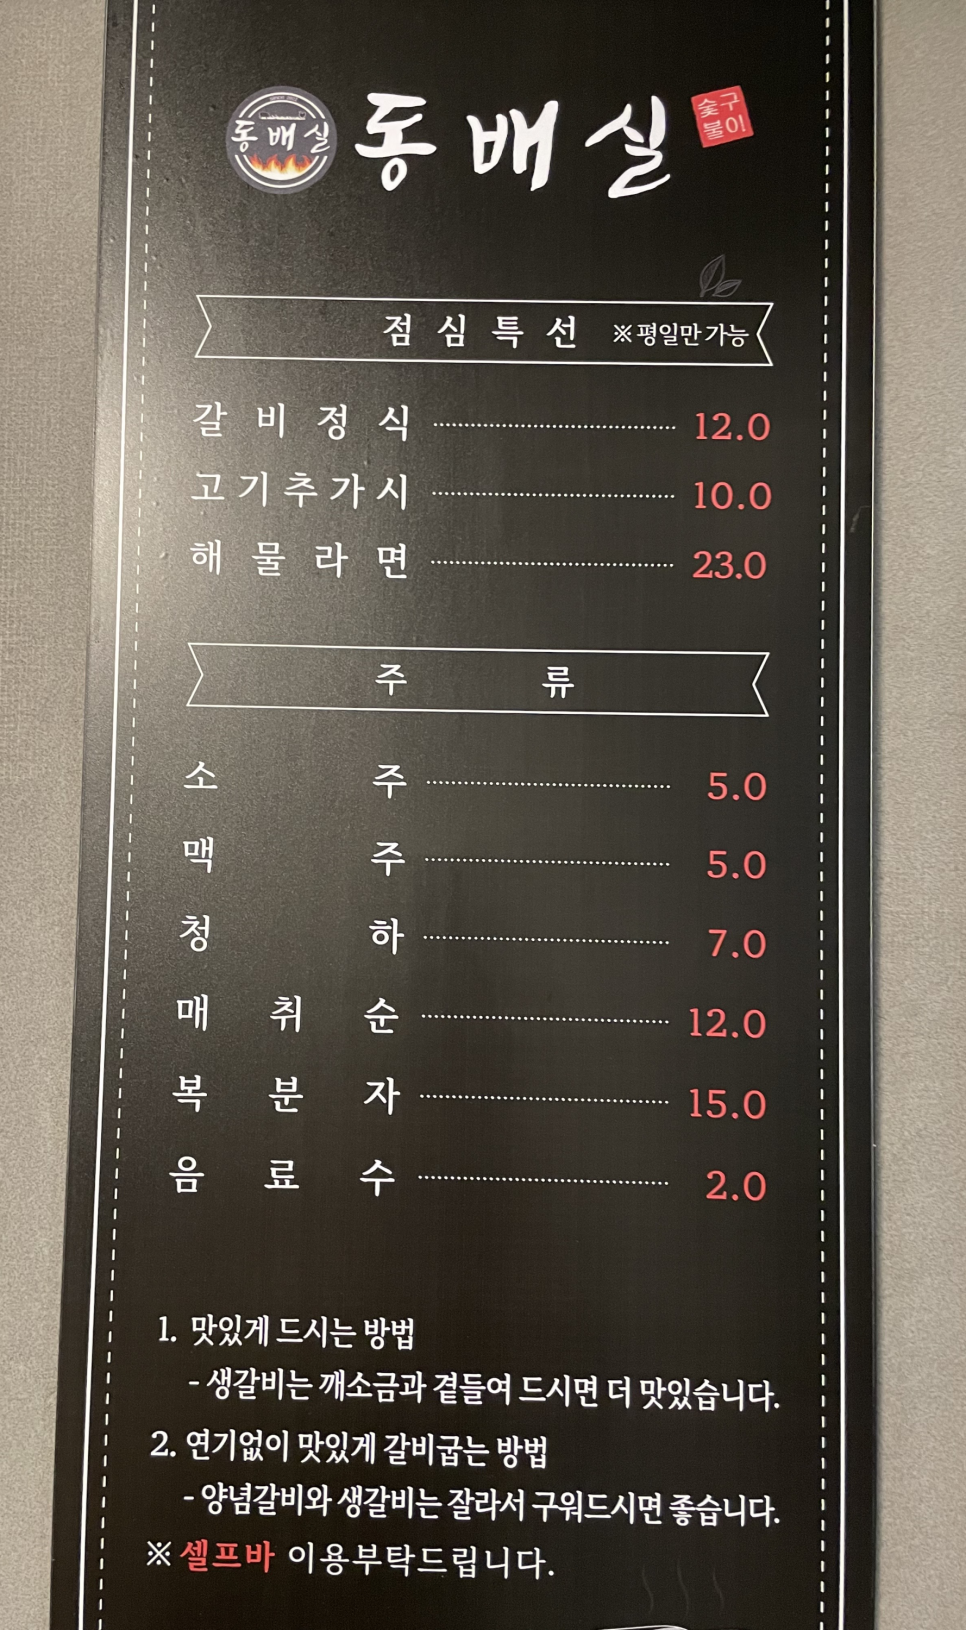 동배실
동배실
숯구
불이
점심특선 ※평일만 가능
갈비정식 12.0
고기추가시 10.0
해물라면 23.0
주류
소주 5.0
맥주 5.0
청하 7.0
매취순 12.0
복분자 15.0
음료수 2.0
1. 맛있게 드시는 방법
- 생갈비는 깨소금과 곁들여 드시면 더 맛있습니다.
2. 연기없이 맛있게 갈비굽는 방법
- 양념갈비와 생갈비는 잘라서 구워드시면 좋습니다.
※ 셀프바 이용부탁드립니다.